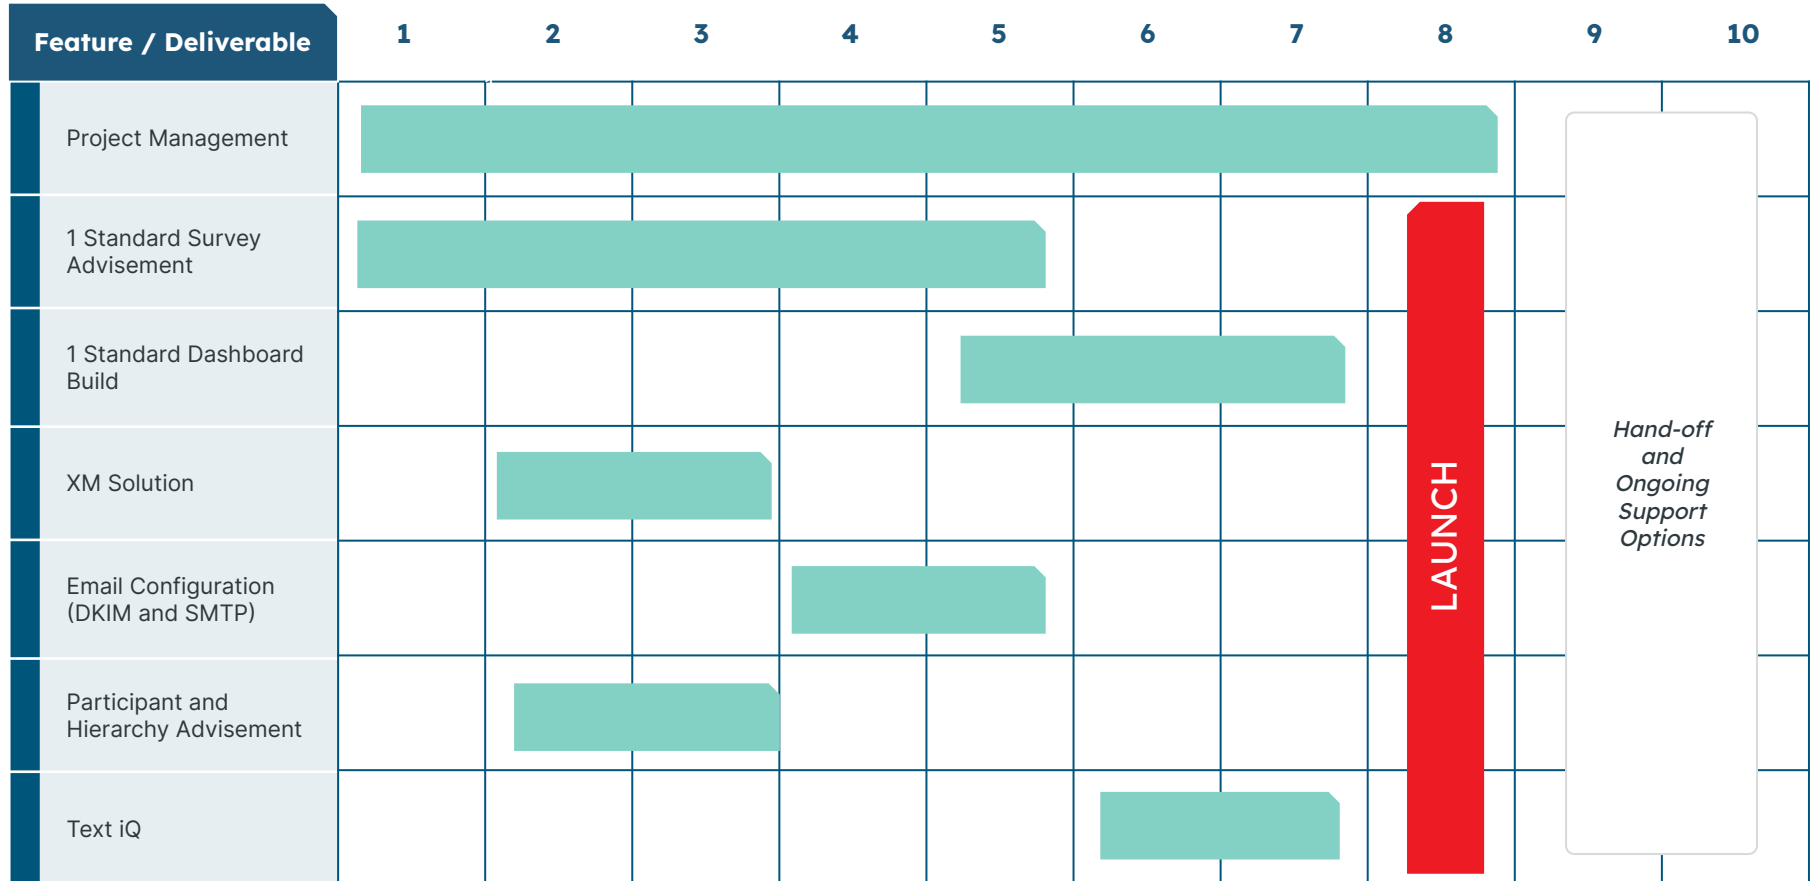 Feature / Deliverable 1 2 3 4 5 6 7 8 9 10
Project Management
1 Standard Survey
Advisement
1 Standard Dashboard
Build
XM Solution
Email Configuration
(DKIM and SMTP)
Participant and
Hierarchy Advisement
Text iQ
LAUNCH
Hand-off
and
Ongoing
Support
Options